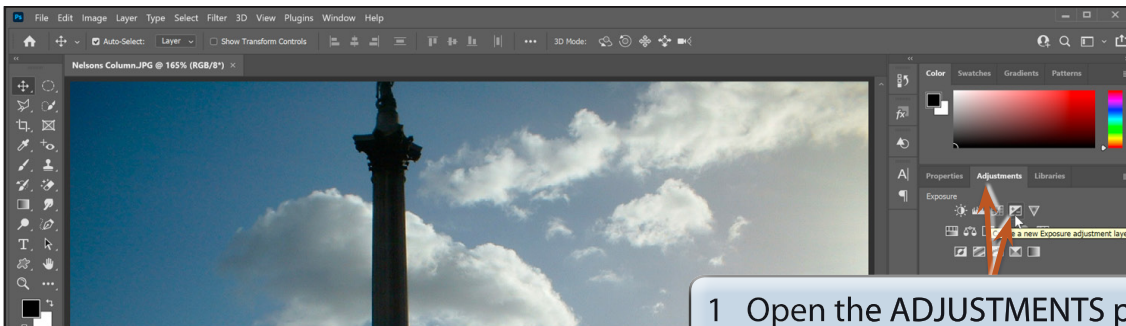 Ps File Edit Image Layer Type Select Filter 3D View Plugins Window Help
Auto-Select: Layer Show Transform Controls 3D Mode:
Nelsons Column.JPG @ 165% (RGB/8*) ×
Color Swatches Gradients Patterns
Properties Adjustments Libraries
Exposure
a new Exposure adjustment laye
1 Open the ADJUSTMENTS p